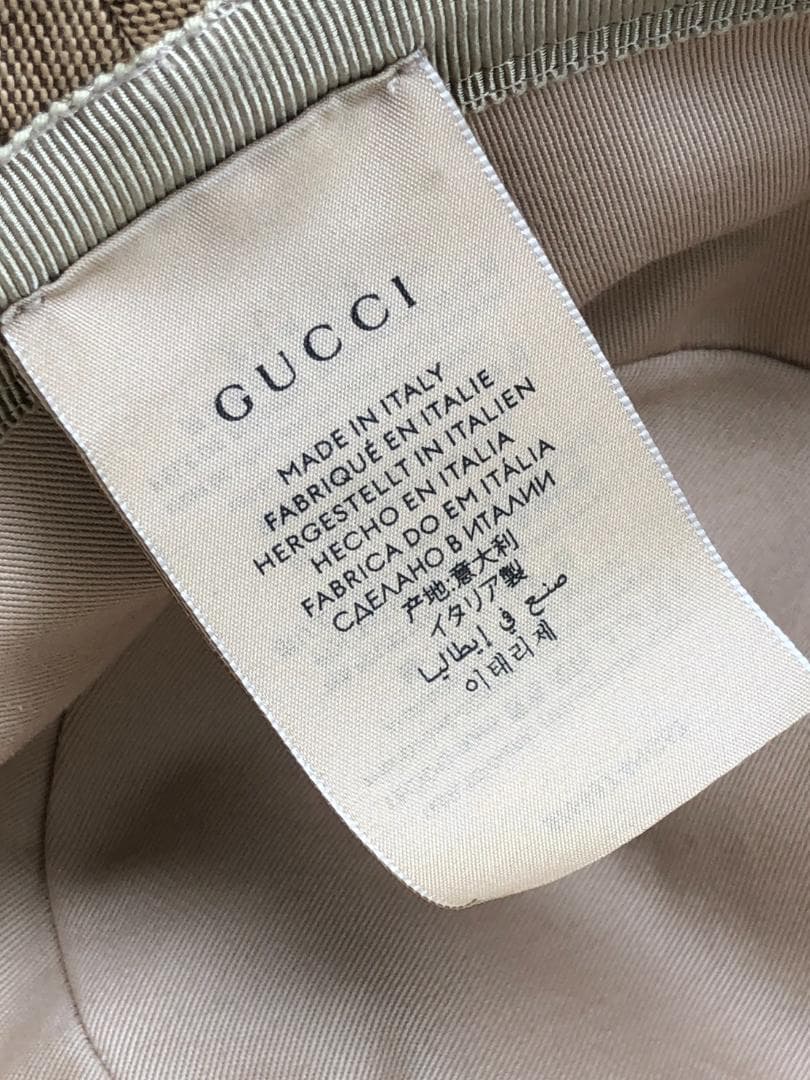 GUCCI
MADE IN ITALY
FABRIQUÉ EN ITALIE
HERGESTELLT IN ITALIEN
HECHO EN ITALIA
FABRICA DO EM ITÁLIA
СДЕЛАНО В ИТАЛИИ
产地:意大利
イタリア製
صنع في إيطاليا
이태리제